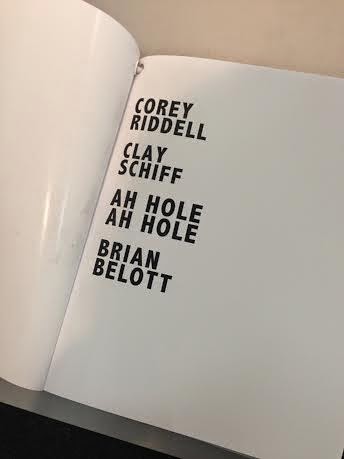 COREY
RIDDELL
CLAY
SCHIFF
AH HOLE
AH HOLE
BRIAN
BELOTT